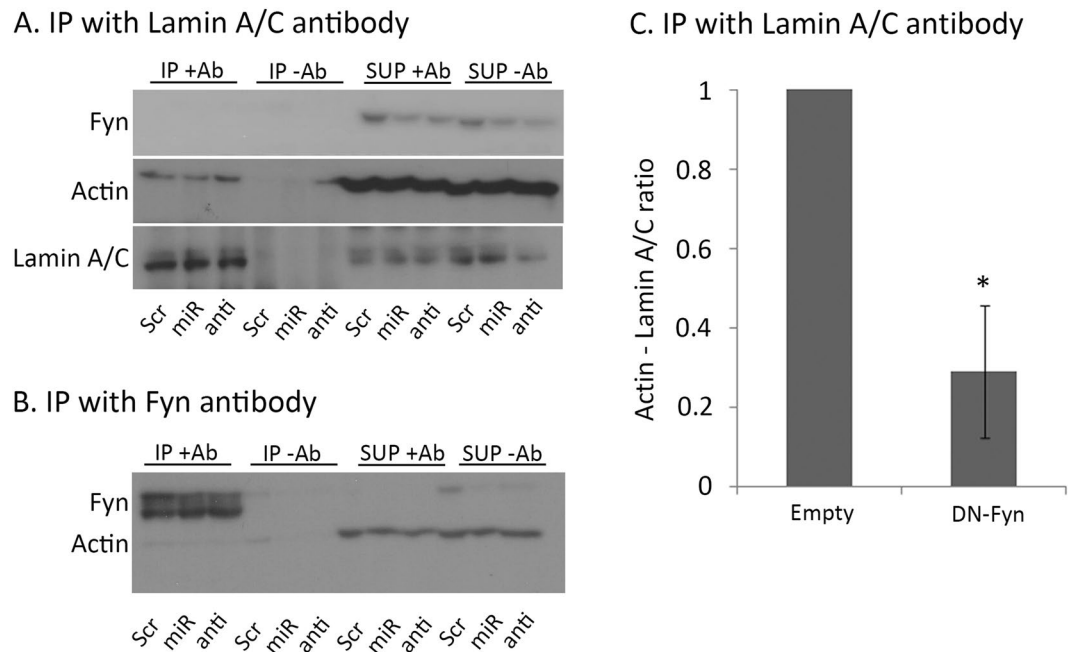 A. IP with Lamin A/C antibody
IP +Ab IP -Ab SUP +Ab SUP -Ab
Fyn
Actin
Lamin A/C
Scr miR anti Scr miR anti Scr miR anti Scr miR anti
B. IP with Fyn antibody
IP +Ab IP -Ab SUP +Ab SUP -Ab
Fyn
Actin
Scr miR anti Scr miR anti Scr miR anti Scr miR anti
C. IP with Lamin A/C antibody
Actin - Lamin A/C ratio
1
0.8
0.6
0.4
0.2
0
*
Empty DN-Fyn